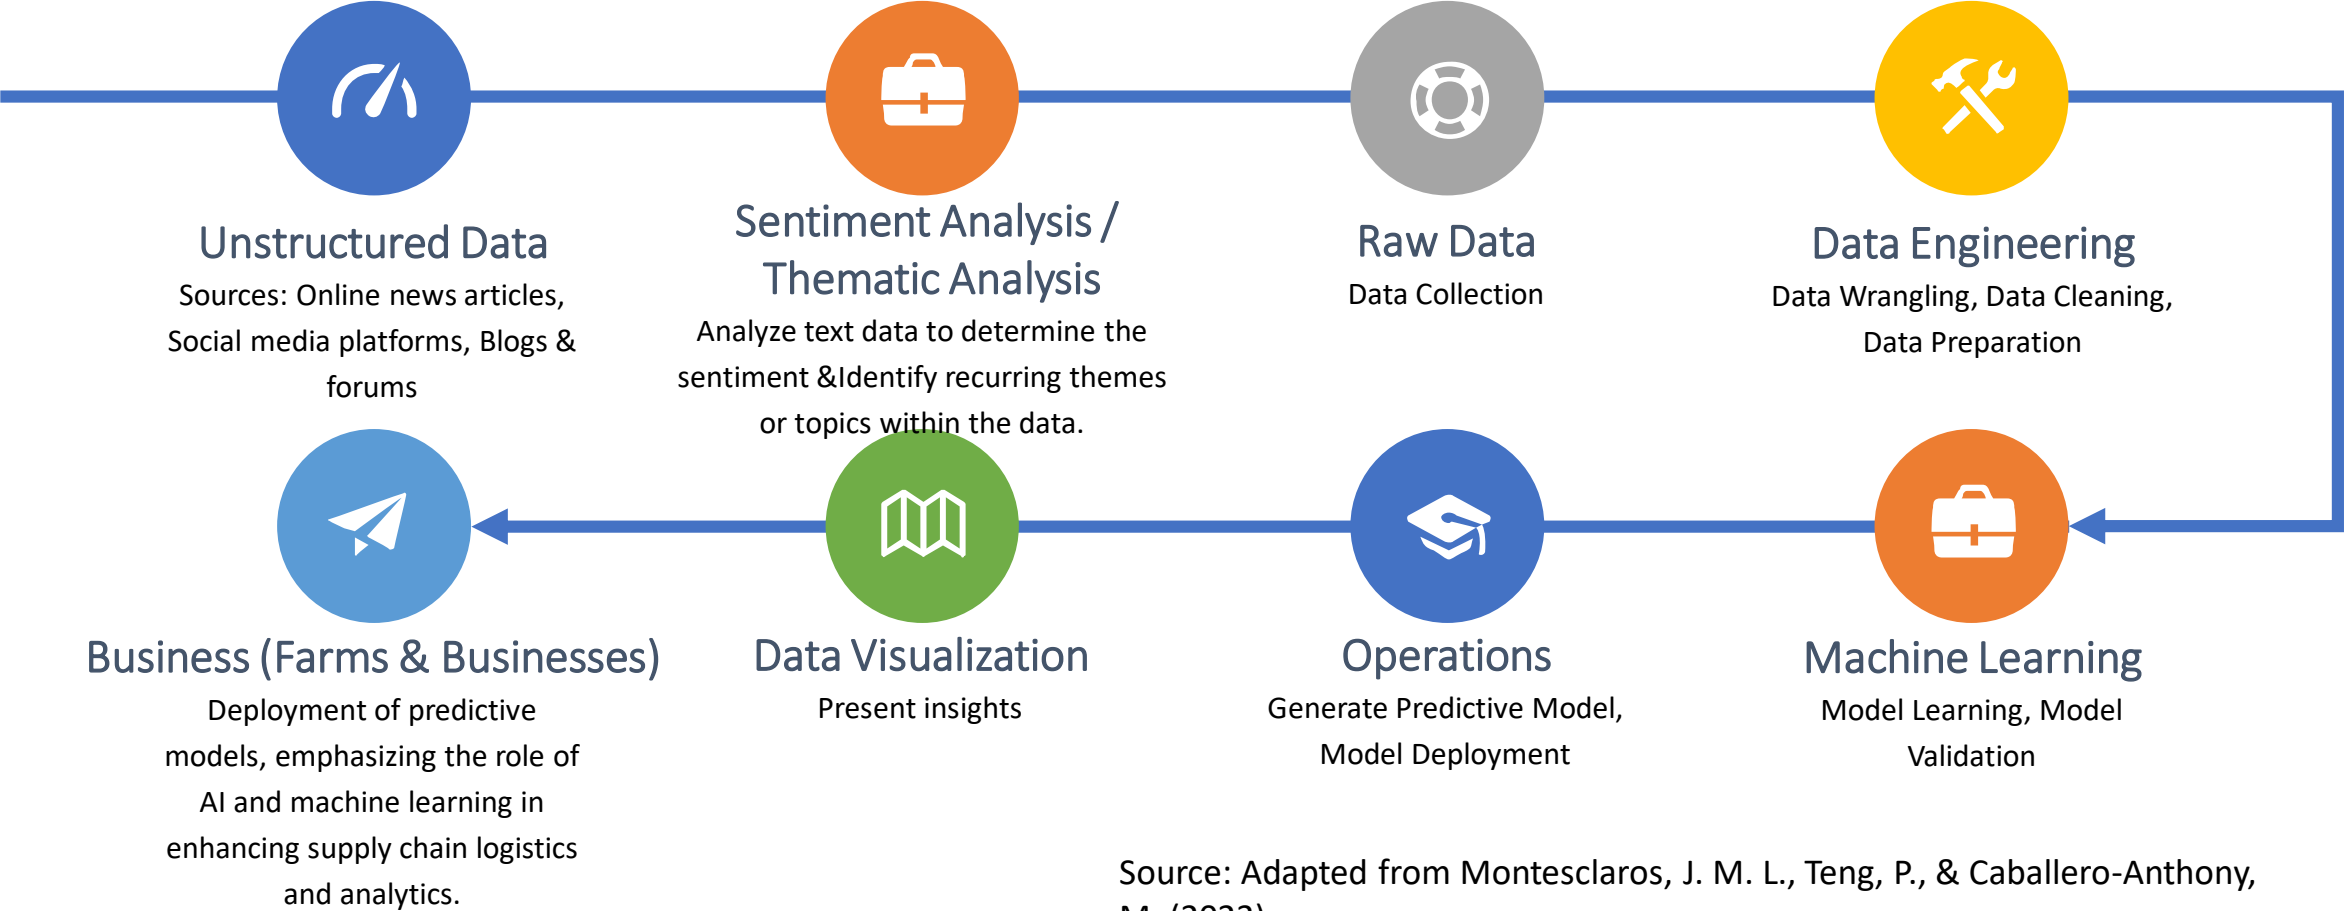 Unstructured Data
Sources: Online news articles,
Social media platforms, Blogs &
forums
Sentiment Analysis /
Thematic Analysis
Analyze text data to determine the
sentiment &Identify recurring themes
or topics within the data.
Raw Data
Data Collection
Data Engineering
Data Wrangling, Data Cleaning,
Data Preparation
Business (Farms & Businesses)
Deployment of predictive
models, emphasizing the role of
AI and machine learning in
enhancing supply chain logistics
and analytics.
Data Visualization
Present insights
Operations
Generate Predictive Model,
Model Deployment
Machine Learning
Model Learning, Model
Validation
Source: Adapted from Montesclaros, J. M. L., Teng, P., & Caballero-Anthony,